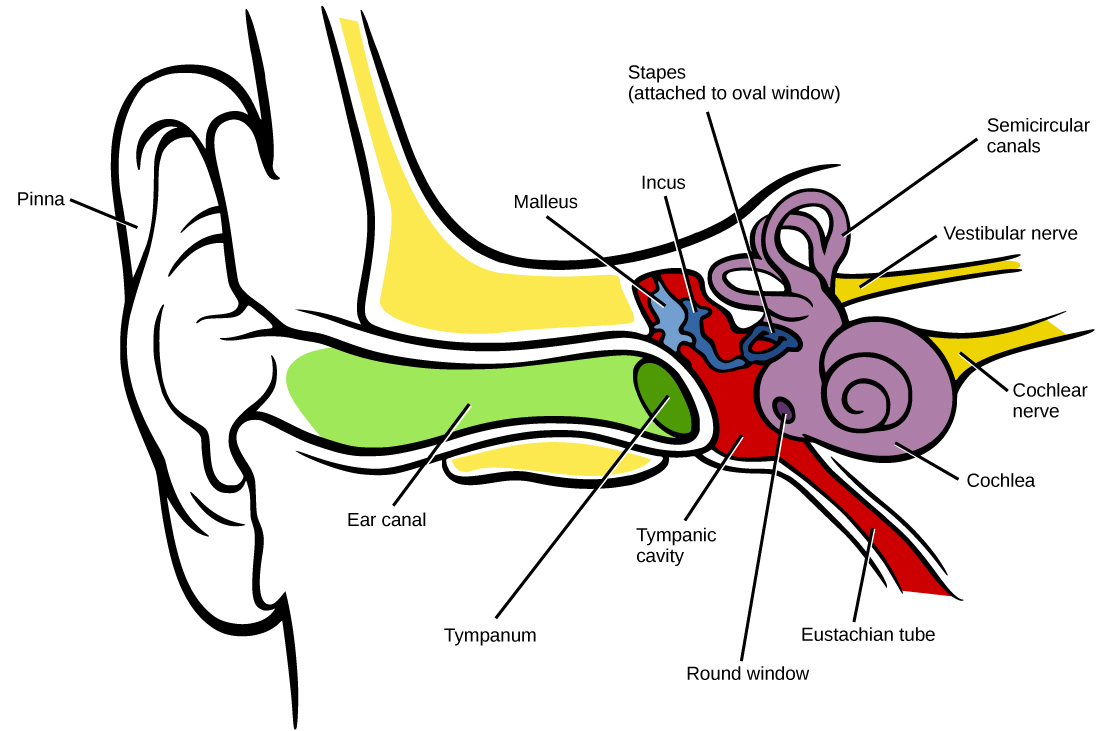 Stapes
(attached to oval window)
Semicircular
canals
Incus
Malleus
Pinna
Vestibular nerve
Cochlear
nerve
Cochlea
Ear canal
Tympanic
cavity
Tympanum
Eustachian tube
Round window